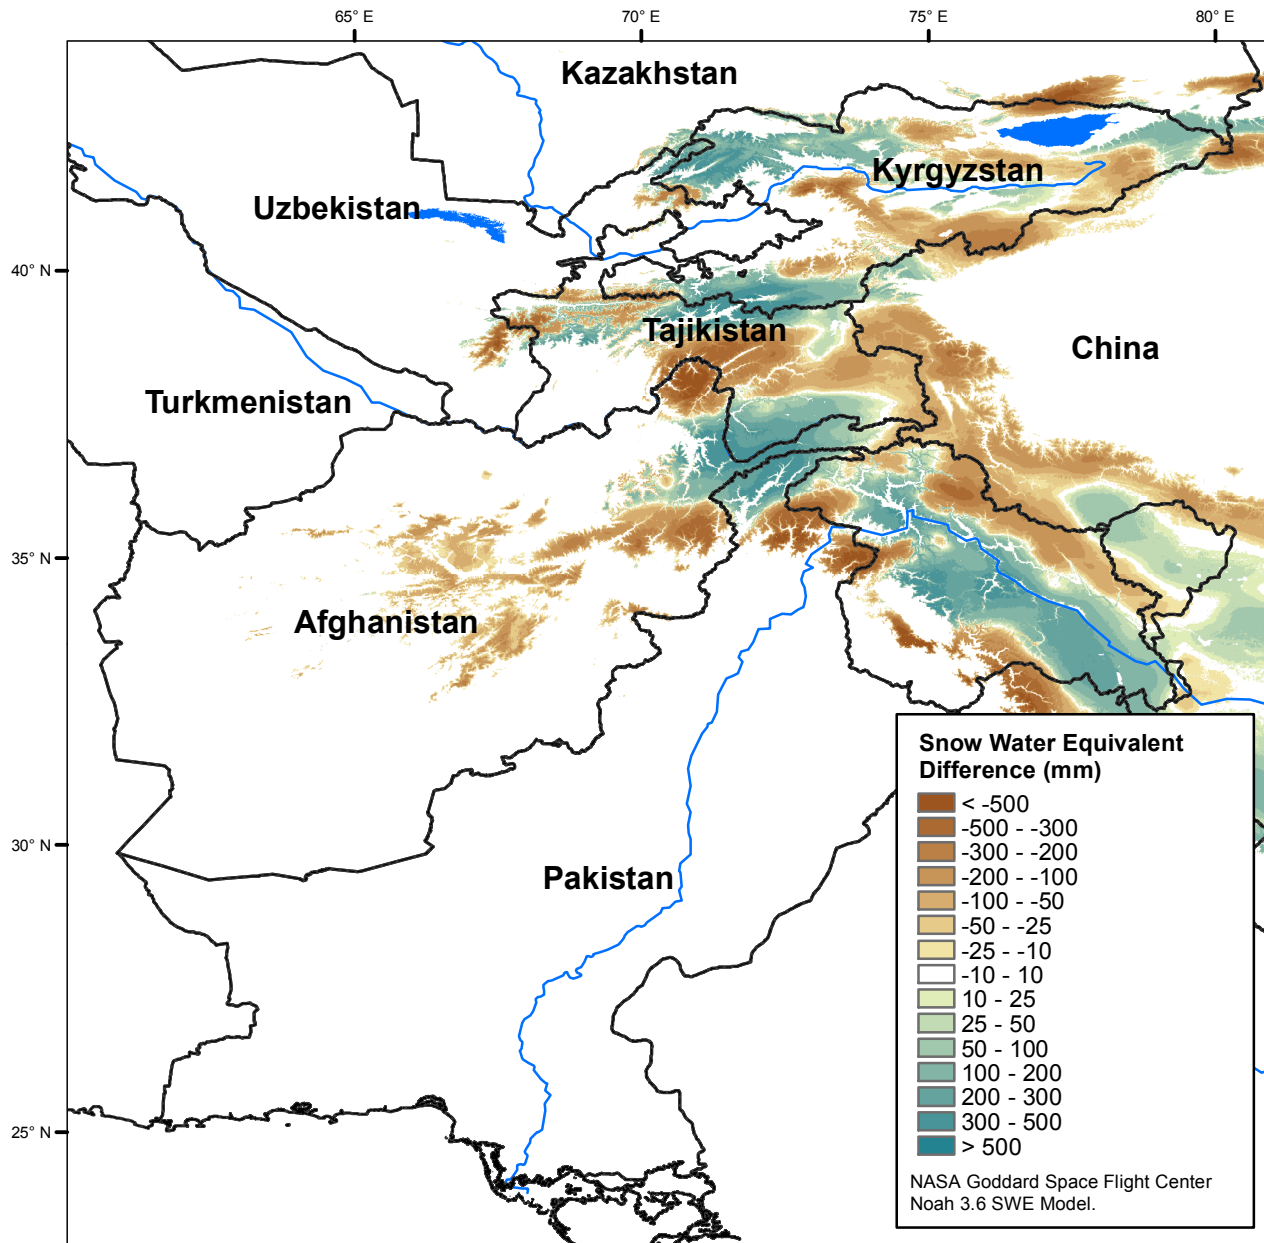 65° E
70° E
75° E
80° E
Kazakhstan
Kyrgyzstan
Uzbekistan
40° N
Tajikistan
China
Turkmenistan
35° N
Afghanistan
Snow Water Equivalent
Difference (mm)
< -500
-500 - -300
-300 - -200
-200 - -100
-100 - -50
-50 - -25
-25 - -10
-10 - 10
10 - 25
25 - 50
50 - 100
100 - 200
200 - 300
300 - 500
> 500
NASA Goddard Space Flight Center
Noah 3.6 SWE Model.
30° N
Pakistan
25° N